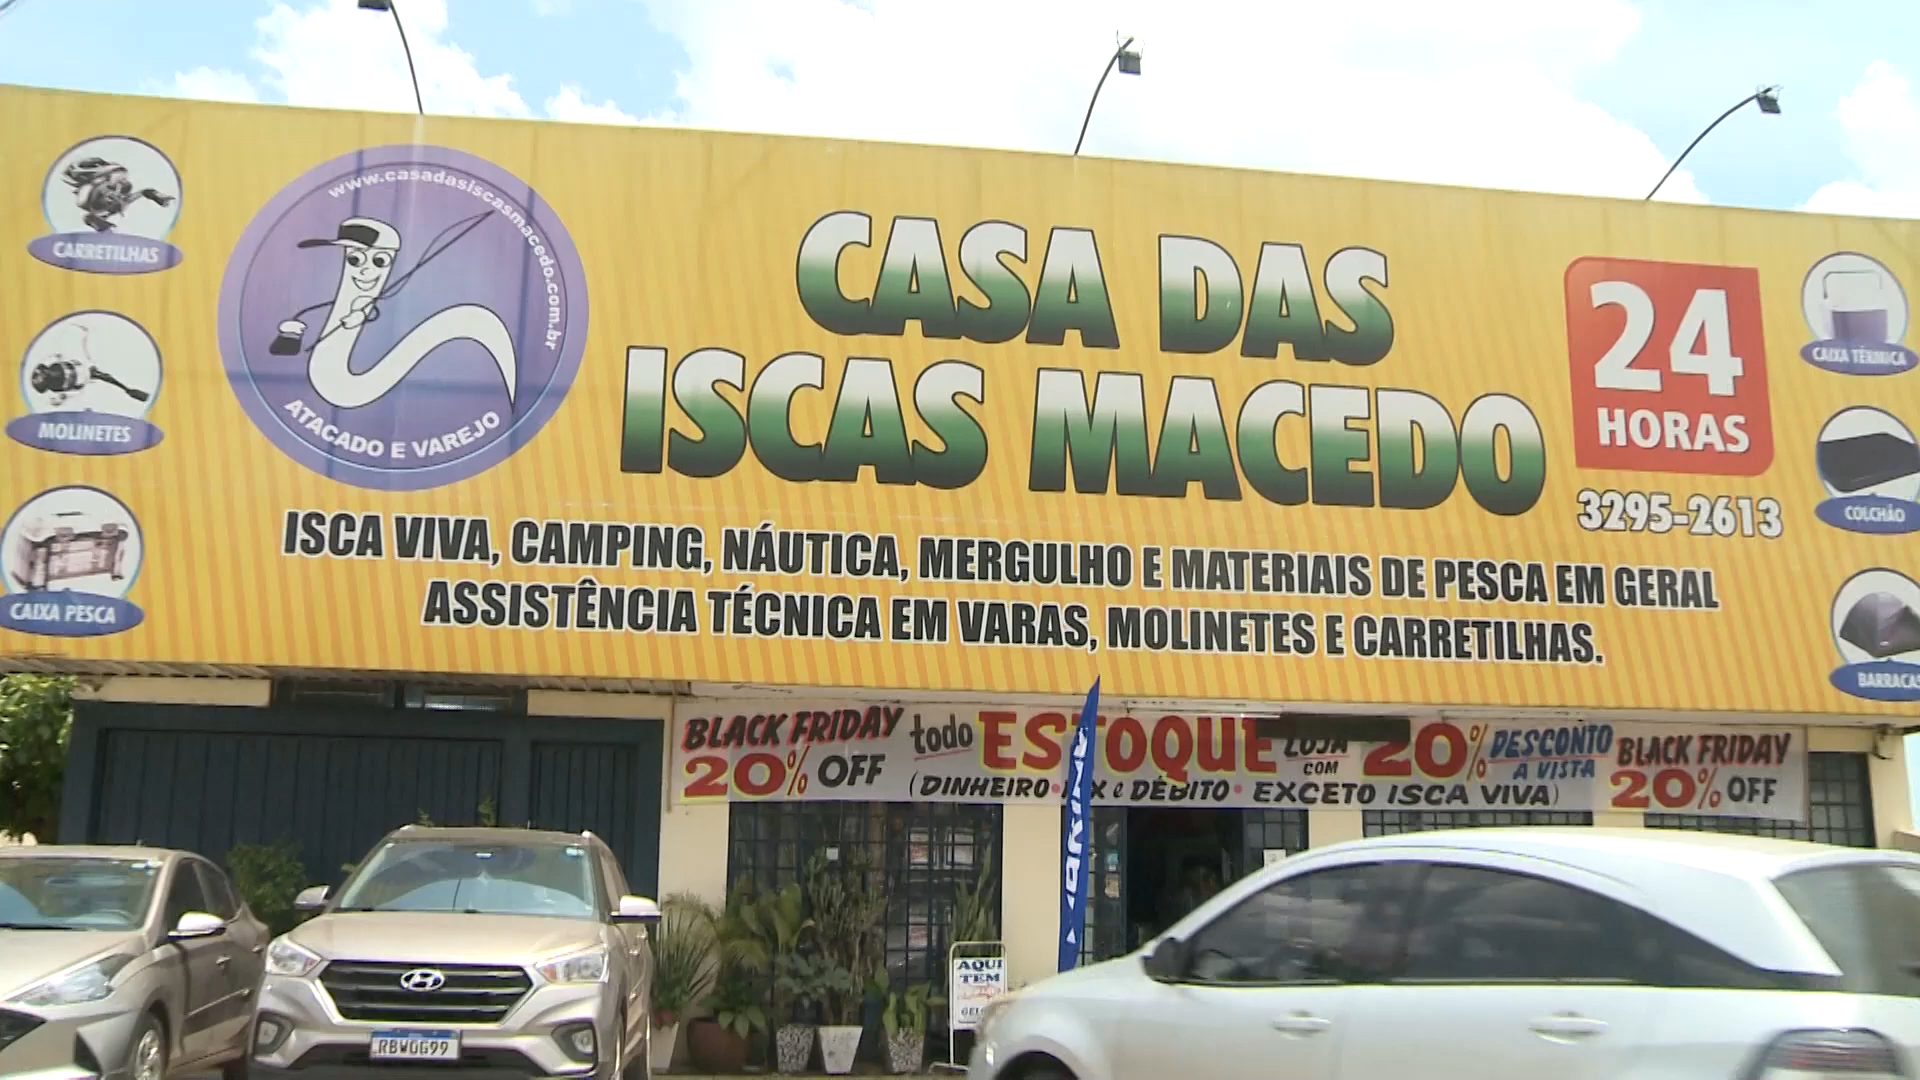 CARRETILHAS
MOLINETES
CAIXA PESCA
www.casadasiscasmacedo.com.br
ATACADO E VAREJO
CASA DAS
ISCAS MACEDO
24
HORAS
3295-2613
CAIXA TÉRMICA
COLCHÃO
BARRACAS
ISCA VIVA, CAMPING, NÁUTICA, MERGULHO E MATERIAIS DE PESCA EM GERAL
ASSISTÊNCIA TÉCNICA EM VARAS, MOLINETES E CARRETILHAS.
BLACK FRIDAY
20% OFF
todo ESTOQUE LOJA
COM
20% DESCONTO
A VISTA
(DINHEIRO • e DÉBITO • EXCETO ISCA VIVA)
BLACK FRIDAY
20% OFF
AQUI
TEM